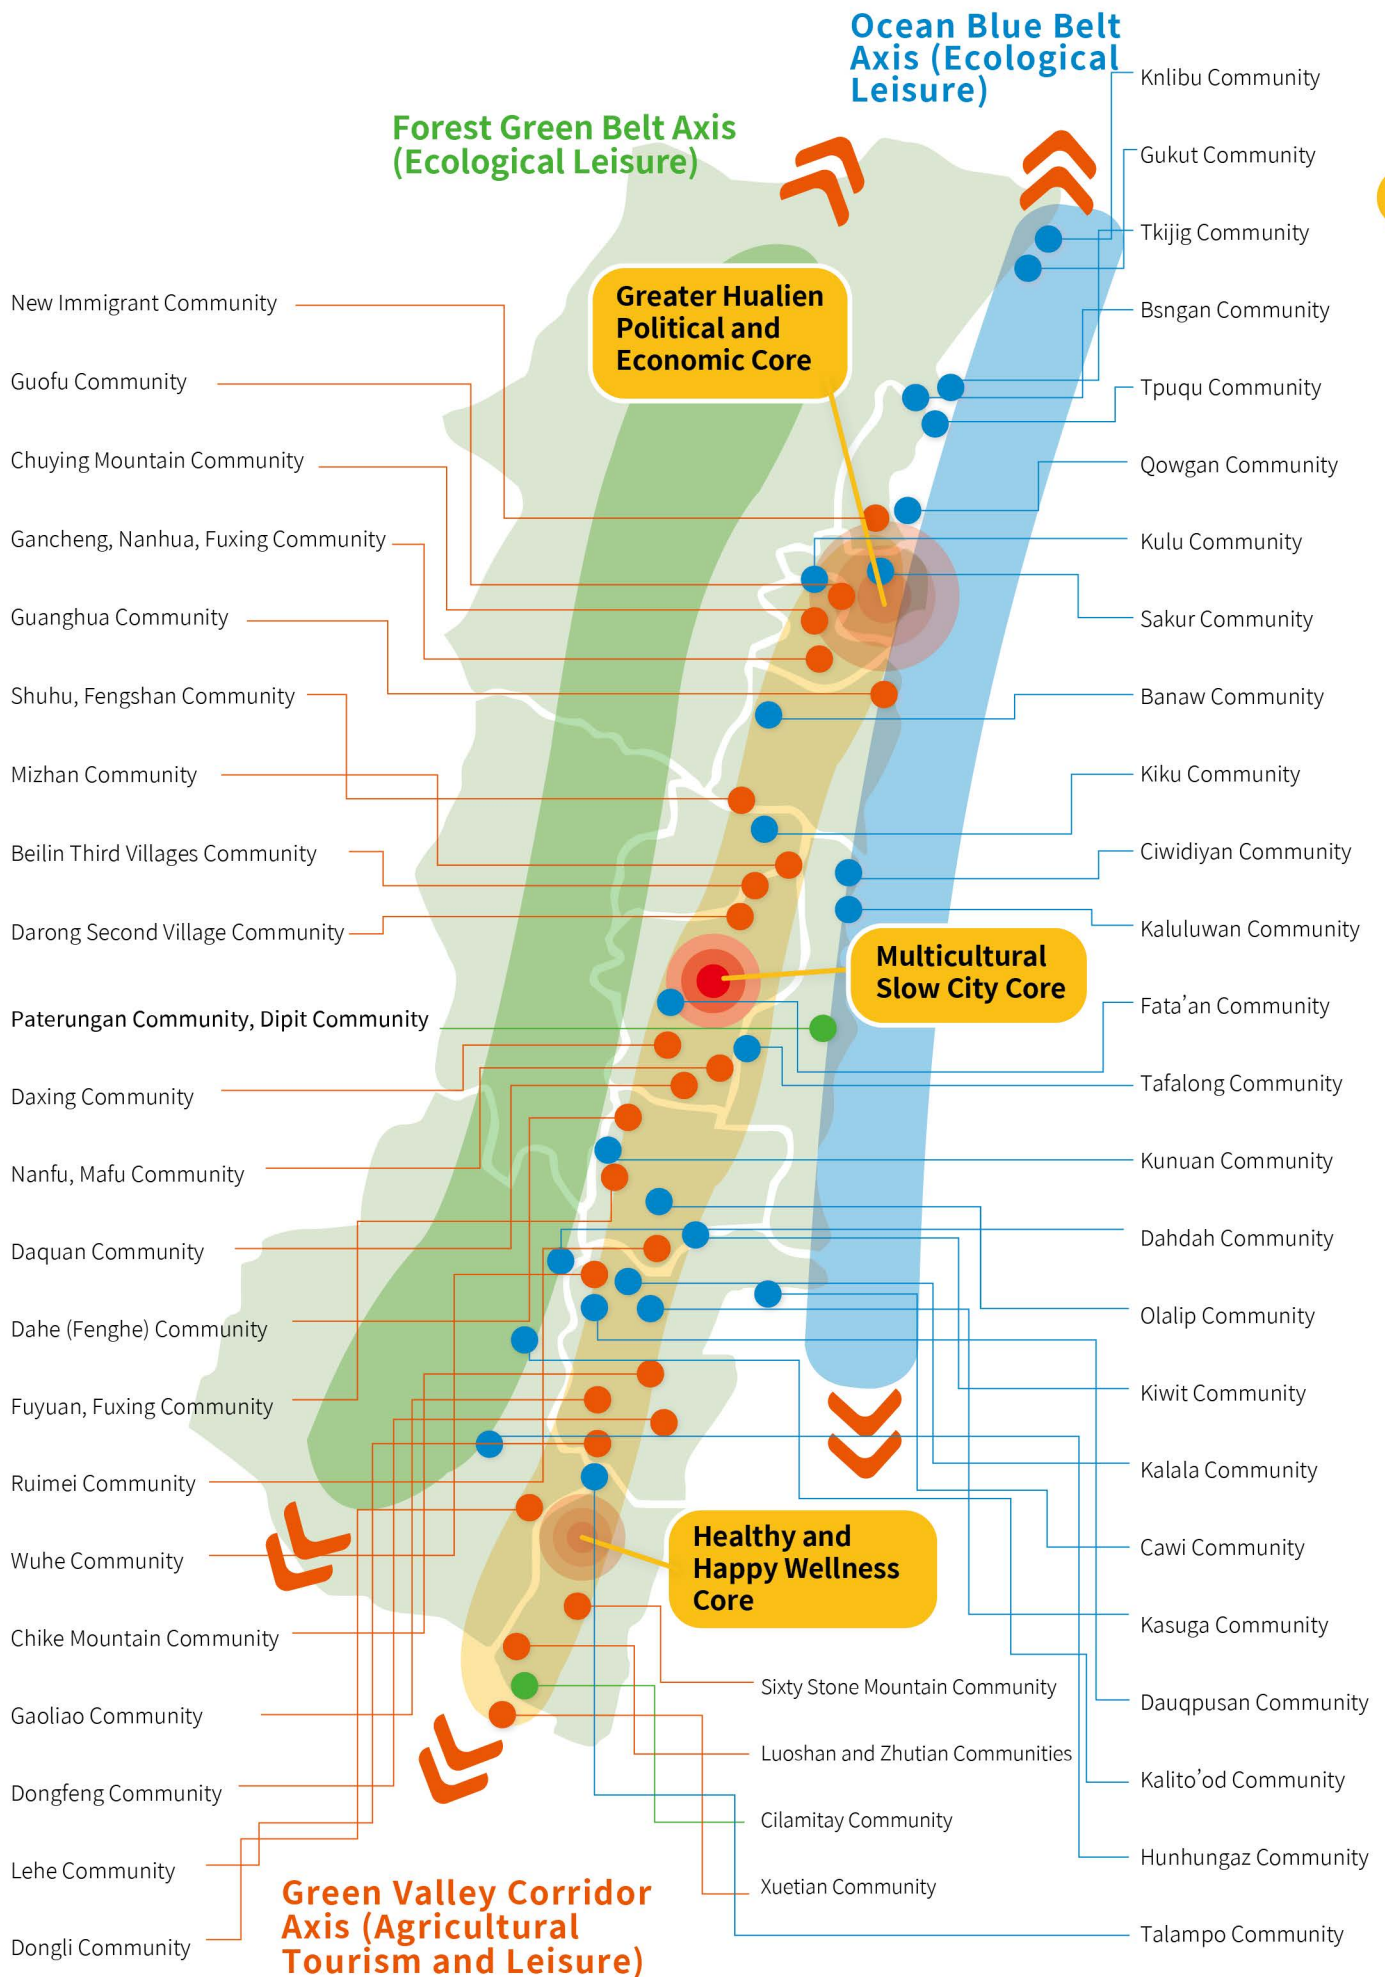 Ocean Blue Belt
Axis (Ecological
Leisure)
Forest Green Belt Axis
(Ecological Leisure)
Greater Hualien
Political and
Economic Core
Multicultural
Slow City Core
Healthy and
Happy Wellness
Core
Green Valley Corridor
Axis (Agricultural
Tourism and Leisure)
New Immigrant Community
Guofu Community
Chuying Mountain Community
Gancheng, Nanhua, Fuxing Community
Guanghua Community
Shuhu, Fengshan Community
Mizhan Community
Beilin Third Villages Community
Darong Second Village Community
Paterungan Community, Dipit Community
Daxing Community
Nanfu, Mafu Community
Daquan Community
Dahe (Fenghe) Community
Fuyuan, Fuxing Community
Ruimei Community
Wuhe Community
Chike Mountain Community
Gaoliao Community
Dongfeng Community
Lehe Community
Dongli Community
Sixty Stone Mountain Community
Luoshan and Zhutian Communities
Cilamitay Community
Xuetian Community
Knlibu Community
Gukut Community
Tkijig Community
Bsngan Community
Tpuqu Community
Qowgan Community
Kulu Community
Sakur Community
Banaw Community
Kiku Community
Ciwidiyan Community
Kaluluwan Community
Fata’an Community
Tafalong Community
Kunuan Community
Dahdah Community
Olalip Community
Kiwit Community
Kalala Community
Cawi Community
Kasuga Community
Dauqpusan Community
Kalito’od Community
Hunhungaz Community
Talampo Community